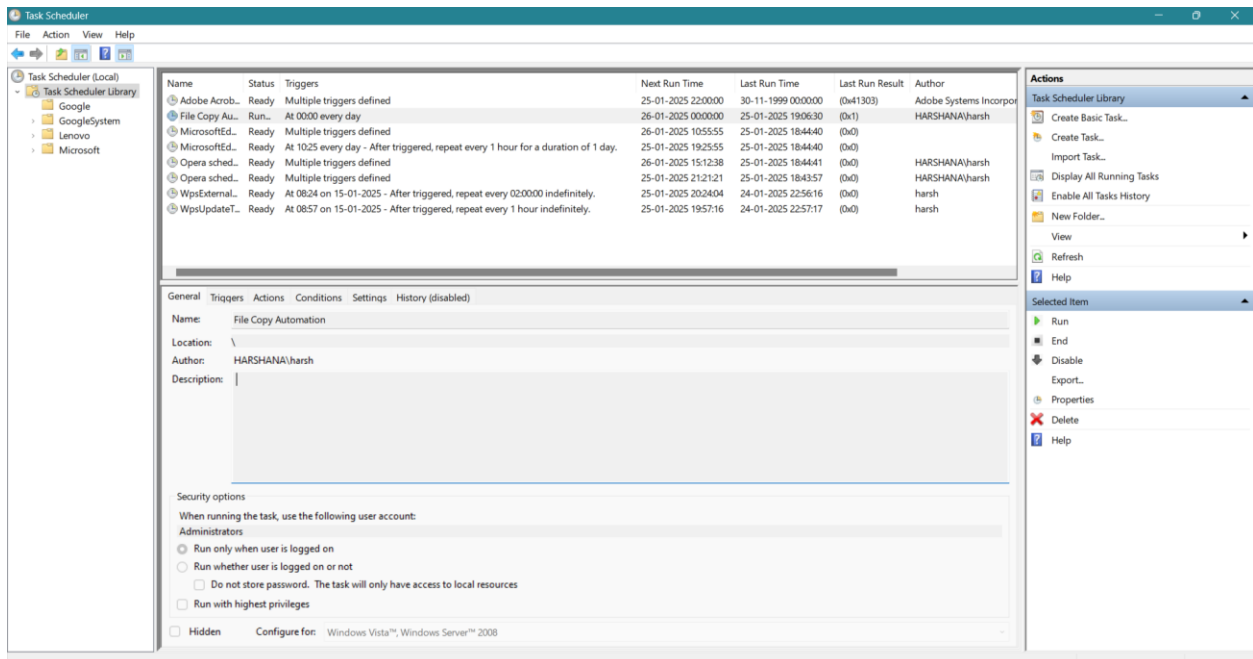 Task Scheduler
File Action View Help
Task Scheduler (Local)
Task Scheduler Library
Google
GoogleSystem
Lenovo
Microsoft
Name Status Triggers Next Run Time Last Run Time Last Run Result Author
Adobe Acrob... Ready Multiple triggers defined 25-01-2025 22:00:00 30-11-1999 00:00:00 (0x41303) Adobe Systems Incorpor
File Copy Au... Run... At 00:00 every day 26-01-2025 00:00:00 25-01-2025 19:06:30 (0x1) HARSHANA\harsh
MicrosoftEd... Ready Multiple triggers defined 26-01-2025 10:55:55 25-01-2025 18:44:40 (0x0)
MicrosoftEd... Ready At 10:25 every day - After triggered, repeat every 1 hour for a duration of 1 day. 25-01-2025 19:25:55 25-01-2025 18:44:40 (0x0)
Opera sched... Ready Multiple triggers defined 26-01-2025 15:12:38 25-01-2025 18:44:41 (0x0) HARSHANA\harsh
Opera sched... Ready Multiple triggers defined 25-01-2025 21:21:21 25-01-2025 18:43:57 (0x0) HARSHANA\harsh
WpsExternal... Ready At 08:24 on 15-01-2025 - After triggered, repeat every 02:00:00 indefinitely. 25-01-2025 20:24:04 24-01-2025 22:56:16 (0x0) harsh
WpsUpdateT... Ready At 08:57 on 15-01-2025 - After triggered, repeat every 1 hour indefinitely. 25-01-2025 19:57:16 24-01-2025 22:57:17 (0x0) harsh
General Triggers Actions Conditions Settings History (disabled)
Name: File Copy Automation
Location: \
Author: HARSHANA\harsh
Description:
Security options
When running the task, use the following user account:
Administrators
Run only when user is logged on
Run whether user is logged on or not
Do not store password. The task will only have access to local resources
Run with highest privileges
Hidden Configure for: Windows Vista™, Windows Server™ 2008
Actions
Task Scheduler Library
Create Basic Task...
Create Task...
Import Task...
Display All Running Tasks
Enable All Tasks History
New Folder...
View
Refresh
Help
Selected Item
Run
End
Disable
Export...
Properties
Delete
Help